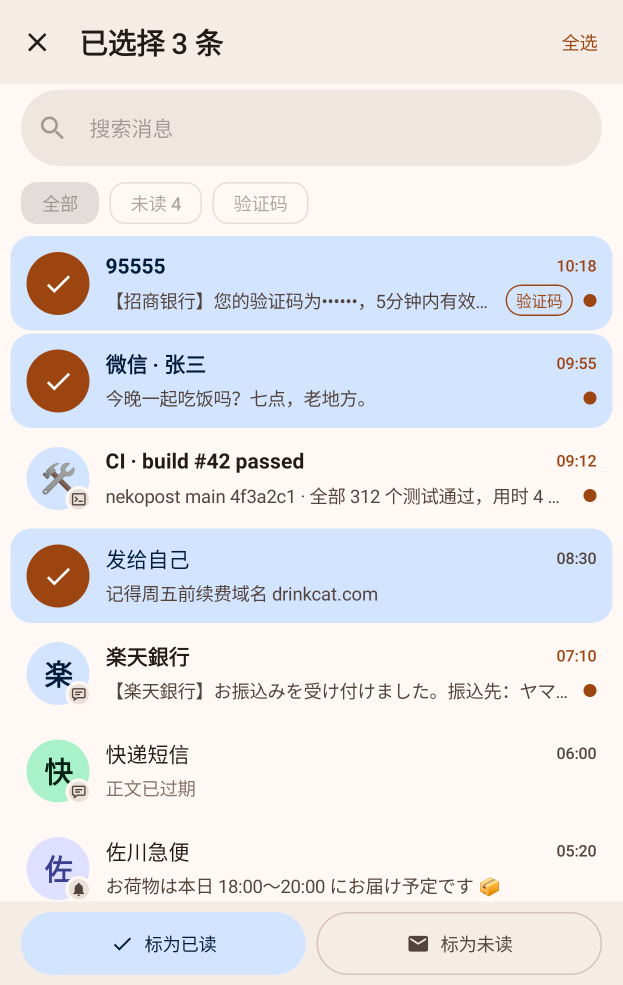 已选择 3 条
全选
搜索消息
全部
未读 4
验证码
95555
10:18
【招商银行】您的验证码为••••••，5分钟内有效…
验证码
微信 · 张三
09:55
今晚一起吃饭吗？七点，老地方。
CI · build #42 passed
09:12
nekopost main 4f3a2c1 · 全部 312 个测试通过，用时 4 …
发给自己
08:30
记得周五前续费域名 drinkcat.com
楽
楽天銀行
07:10
【楽天銀行】お振込みを受け付けました。振込先：ヤマ…
快
快递短信
06:00
正文已过期
佐
佐川急便
05:20
お荷物は本日 18:00〜20:00 にお届け予定です 📦
标为已读
标为未读